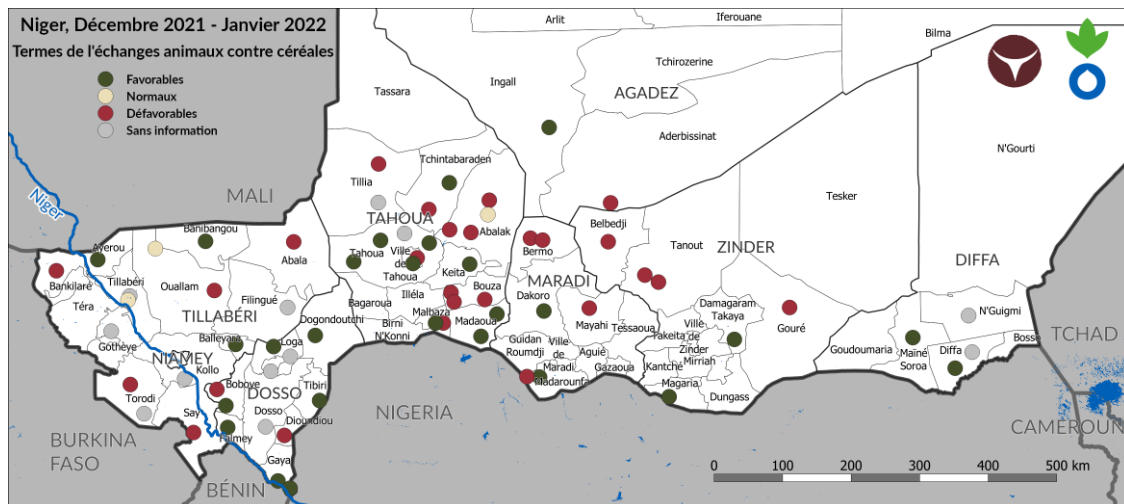 Niger, Décembre 2021 - Janvier 2022
Termes de l'échanges animaux contre céréales
Favorables
Normaux
Défavorables
Sans information
Arlit
Iferouane
Bilma
Tchirozerine
Ingall
AGADEZ
Tassara
Aderbissinat
N'Gourti
Tchintabaraden
Tillia
Niger
MALI
Tesker
TAHOUA
Abalak
Belbedji
Banibangou
Ayerou
Abala
Tahoua
Ville de Tahoua
Bermo
Tanout
ZINDER
Keita
DIFFA
Bankilaré
Tillabéri
Ouallam
MARADI
Téra
Filingué
Bagaroua
Illéla
Bouza
Dakoro
Damagaram
Takaya
N'Guigmi
TILLABÉRI
Dogondoutchi
Malbaza
Mayahi
Gouré
Birni
N'Konni
Madaoua
Tessaoua
Ville
de
Zinder
TCHAD
Gothèye
Balleyara
Loga
Guidan
Roumdji
Ville
de
Maradi
Aguié
Takeita
Mirriah
Goudoumaria
Maïné
Soroa
Diffa
Bosso
NIAMEY
Kollo
Gazaoua
Kantché
Boboye
Tibiri
Madarounfa
Magaria
Dungass
Torodi
DOSSO
Say
Dosso
Dioundiou
NIGERIA
CAMEROUN
BURKINA
FASO
Falmey
Gaya
BÉNIN
0 100 200 300 400 500 km